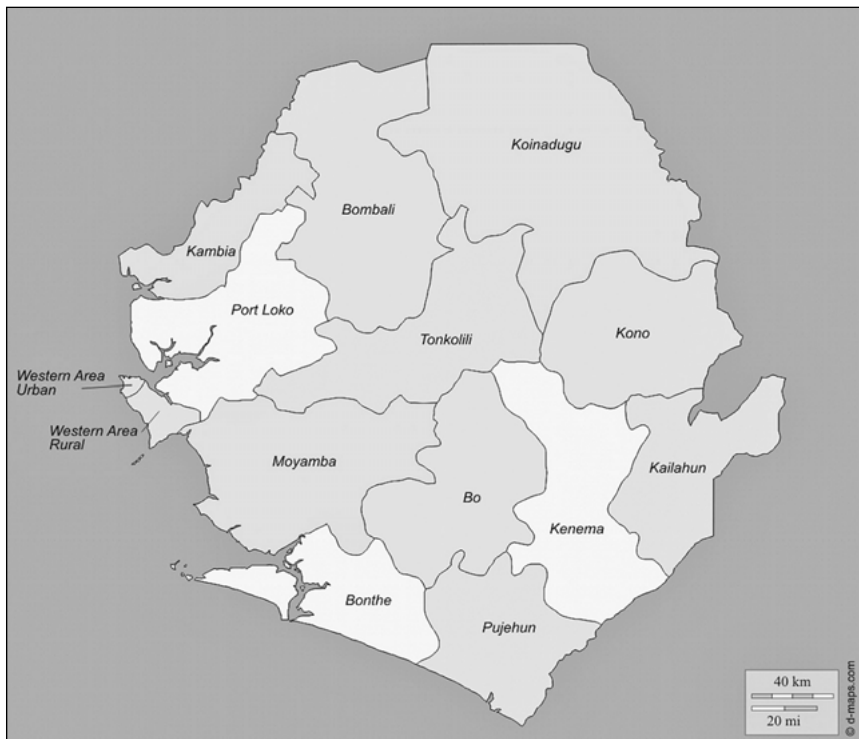 Koinadugu
Bombali
Kambia
Port Loko
Kono
Tonkolili
Western Area
Urban
Western Area
Rural
Moyamba
Kailahun
Bo
Kenema
Bonthe
Pujehun
40 km
20 mi
© d-maps.com